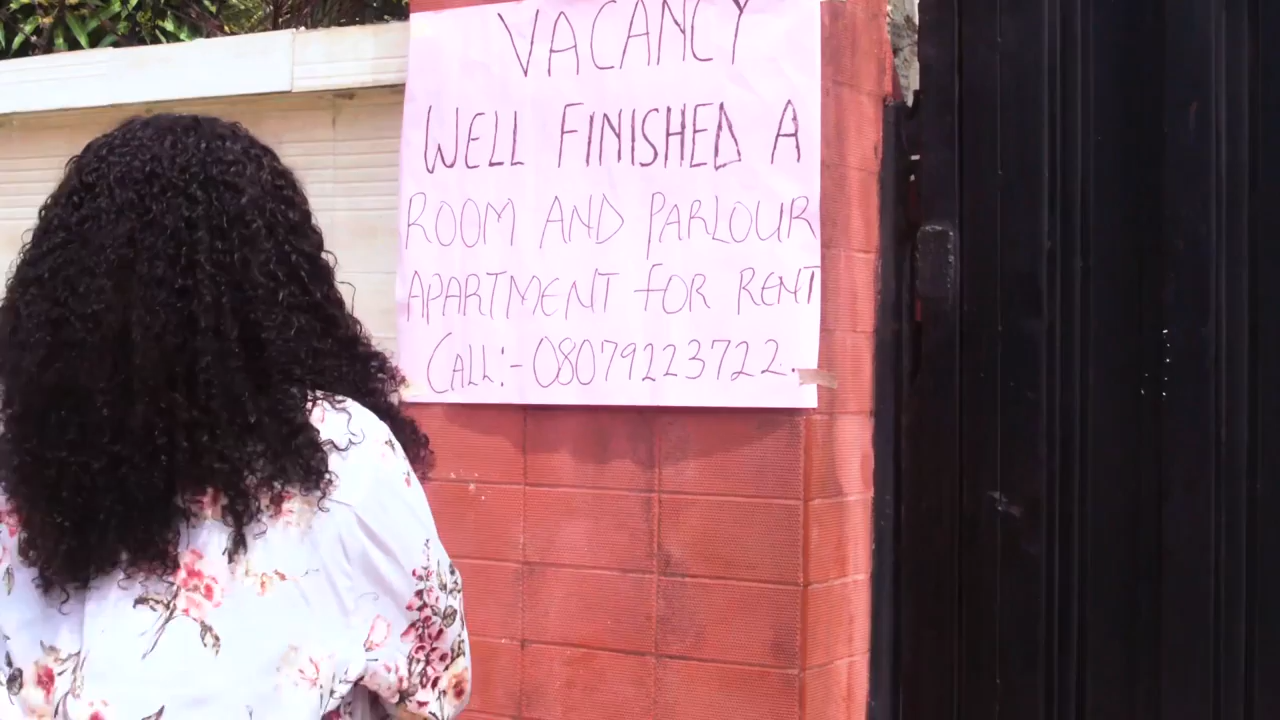 VACANCY
WELL FINISHED A
ROOM AND PARLOUR
APARTMENT FOR RENT
CALL:- 08079223722.